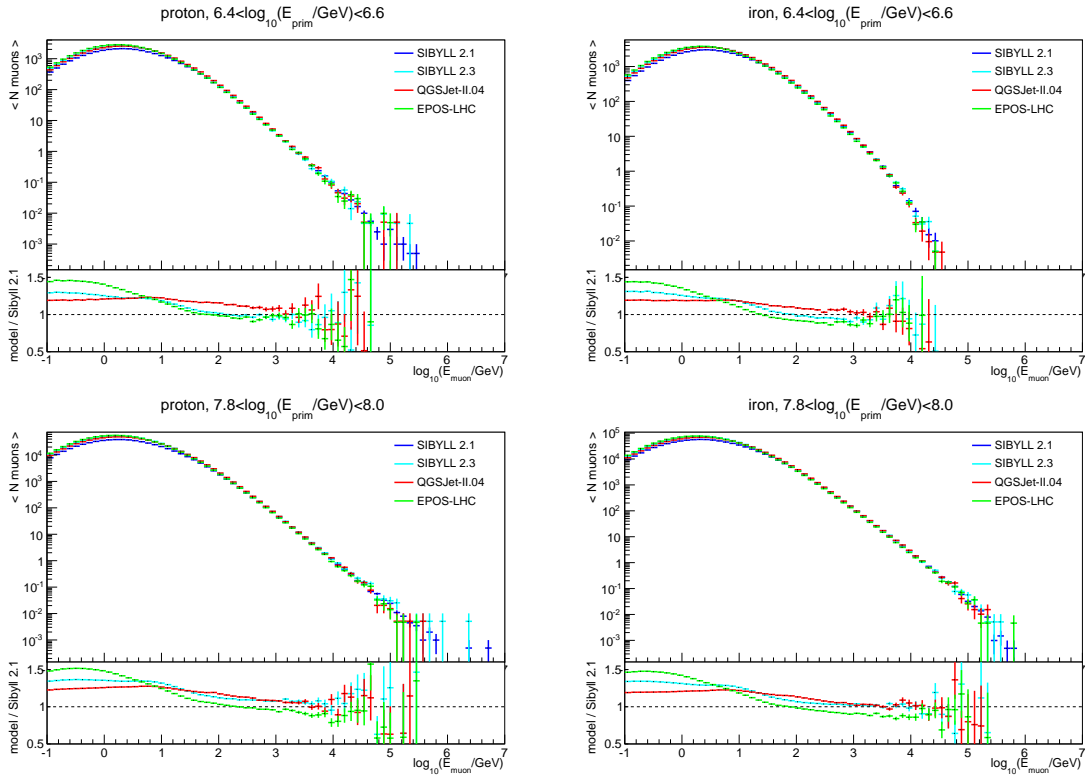 proton, 6.4<log₁₀(E_prim/GeV)<6.6
< N muons >
10³
10²
10
1
10⁻¹
10⁻²
10⁻³
SIBYLL 2.1
SIBYLL 2.3
QGSJet-II.04
EPOS-LHC
model / Sibyll 2.1
1.5
1
0.5
-1 0 1 2 3 4 5 6 7
log₁₀(E_muon/GeV)
iron, 6.4<log₁₀(E_prim/GeV)<6.6
< N muons >
10³
10²
10
1
10⁻¹
10⁻²
SIBYLL 2.1
SIBYLL 2.3
QGSJet-II.04
EPOS-LHC
model / Sibyll 2.1
1.5
1
0.5
-1 0 1 2 3 4 5 6 7
log₁₀(E_muon/GeV)
proton, 7.8<log₁₀(E_prim/GeV)<8.0
< N muons >
10⁴
10³
10²
10
1
10⁻¹
10⁻²
10⁻³
SIBYLL 2.1
SIBYLL 2.3
QGSJet-II.04
EPOS-LHC
model / Sibyll 2.1
1.5
1
0.5
-1 0 1 2 3 4 5 6 7
log₁₀(E_muon/GeV)
iron, 7.8<log₁₀(E_prim/GeV)<8.0
< N muons >
10⁵
10⁴
10³
10²
10
1
10⁻¹
10⁻²
10⁻³
SIBYLL 2.1
SIBYLL 2.3
QGSJet-II.04
EPOS-LHC
model / Sibyll 2.1
1.5
1
0.5
-1 0 1 2 3 4 5 6 7
log₁₀(E_muon/GeV)